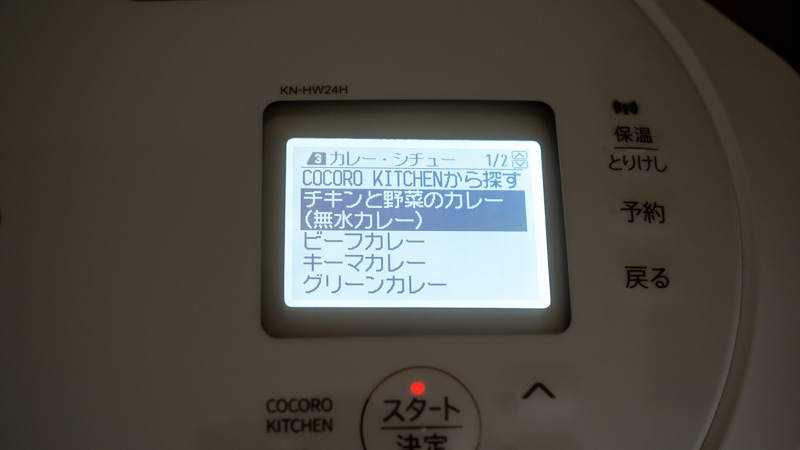 KN-HW24H
3 カレー・シチュー 1/2
COCORO KITCHENから探す
チキンと野菜のカレー
(無水カレー)
ビーフカレー
キーマカレー
グリーンカレー
保温
とりけし
予約
戻る
COCORO
KITCHEN
スタート
決定